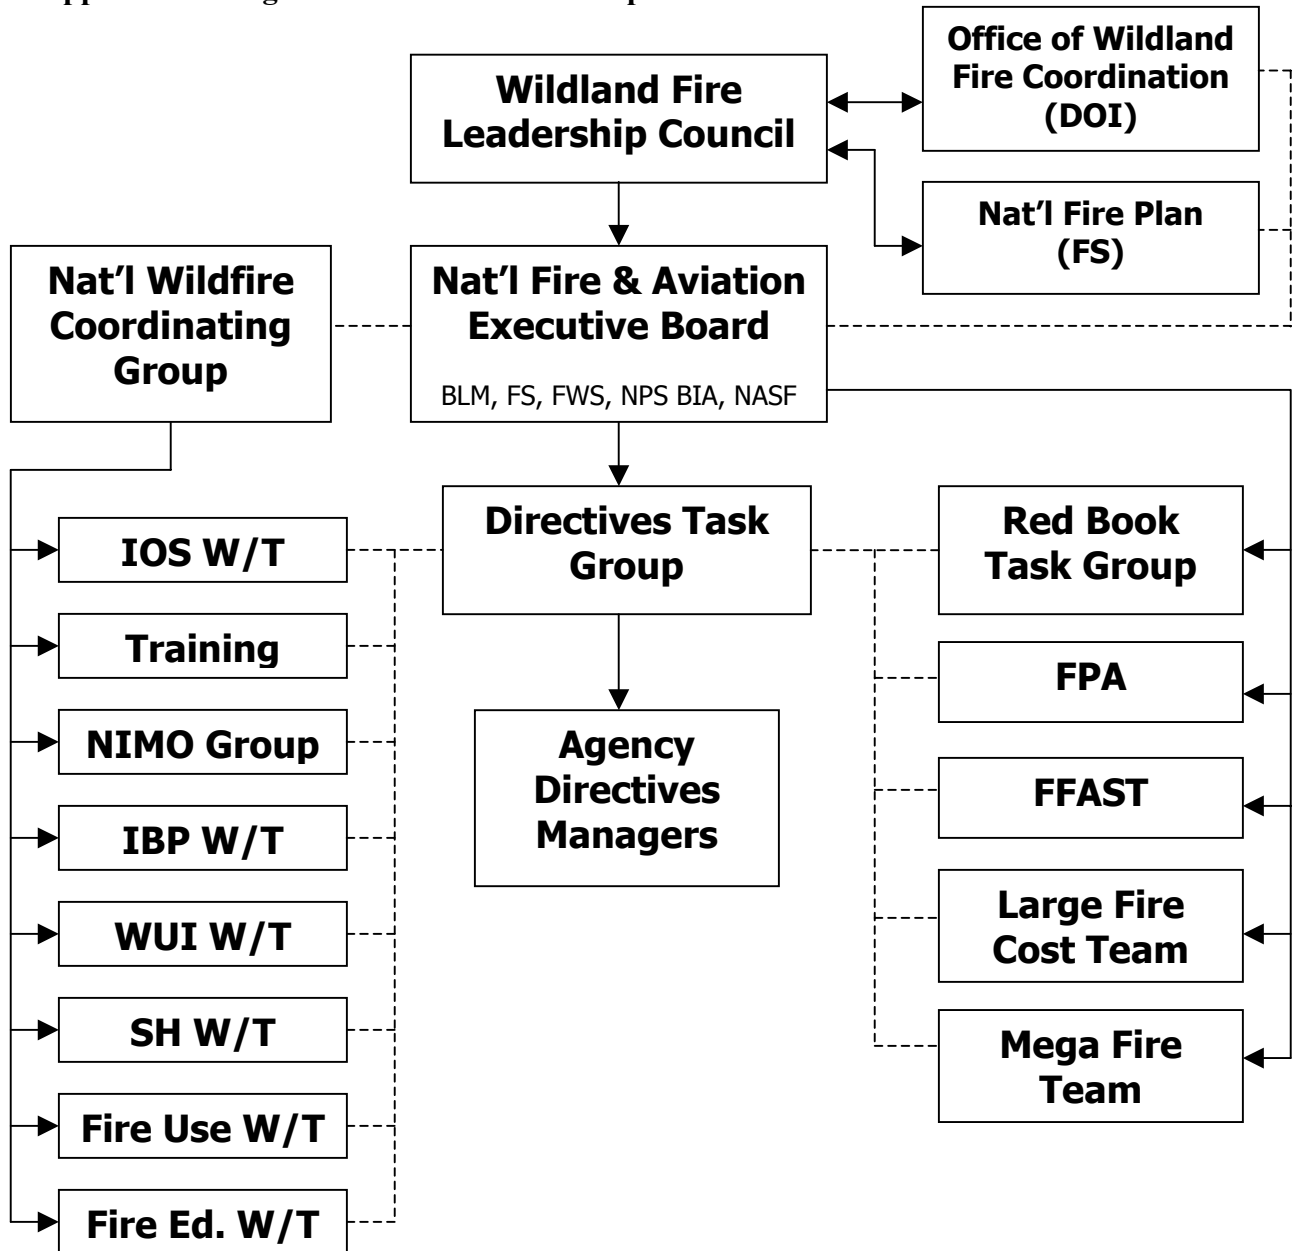 Office of Wildland
Fire Coordination
(DOI)
Wildland Fire
Leadership Council
Nat'l Fire Plan
(FS)
Nat'l Wildfire
Coordinating
Group
Nat'l Fire & Aviation
Executive Board
BLM, FS, FWS, NPS BIA, NASF
Directives Task
Group
Red Book
Task Group
IOS W/T
Training
FPA
NIMO Group
Agency
Directives
Managers
FFAST
IBP W/T
Large Fire
Cost Team
WUI W/T
SH W/T
Mega Fire
Team
Fire Use W/T
Fire Ed. W/T